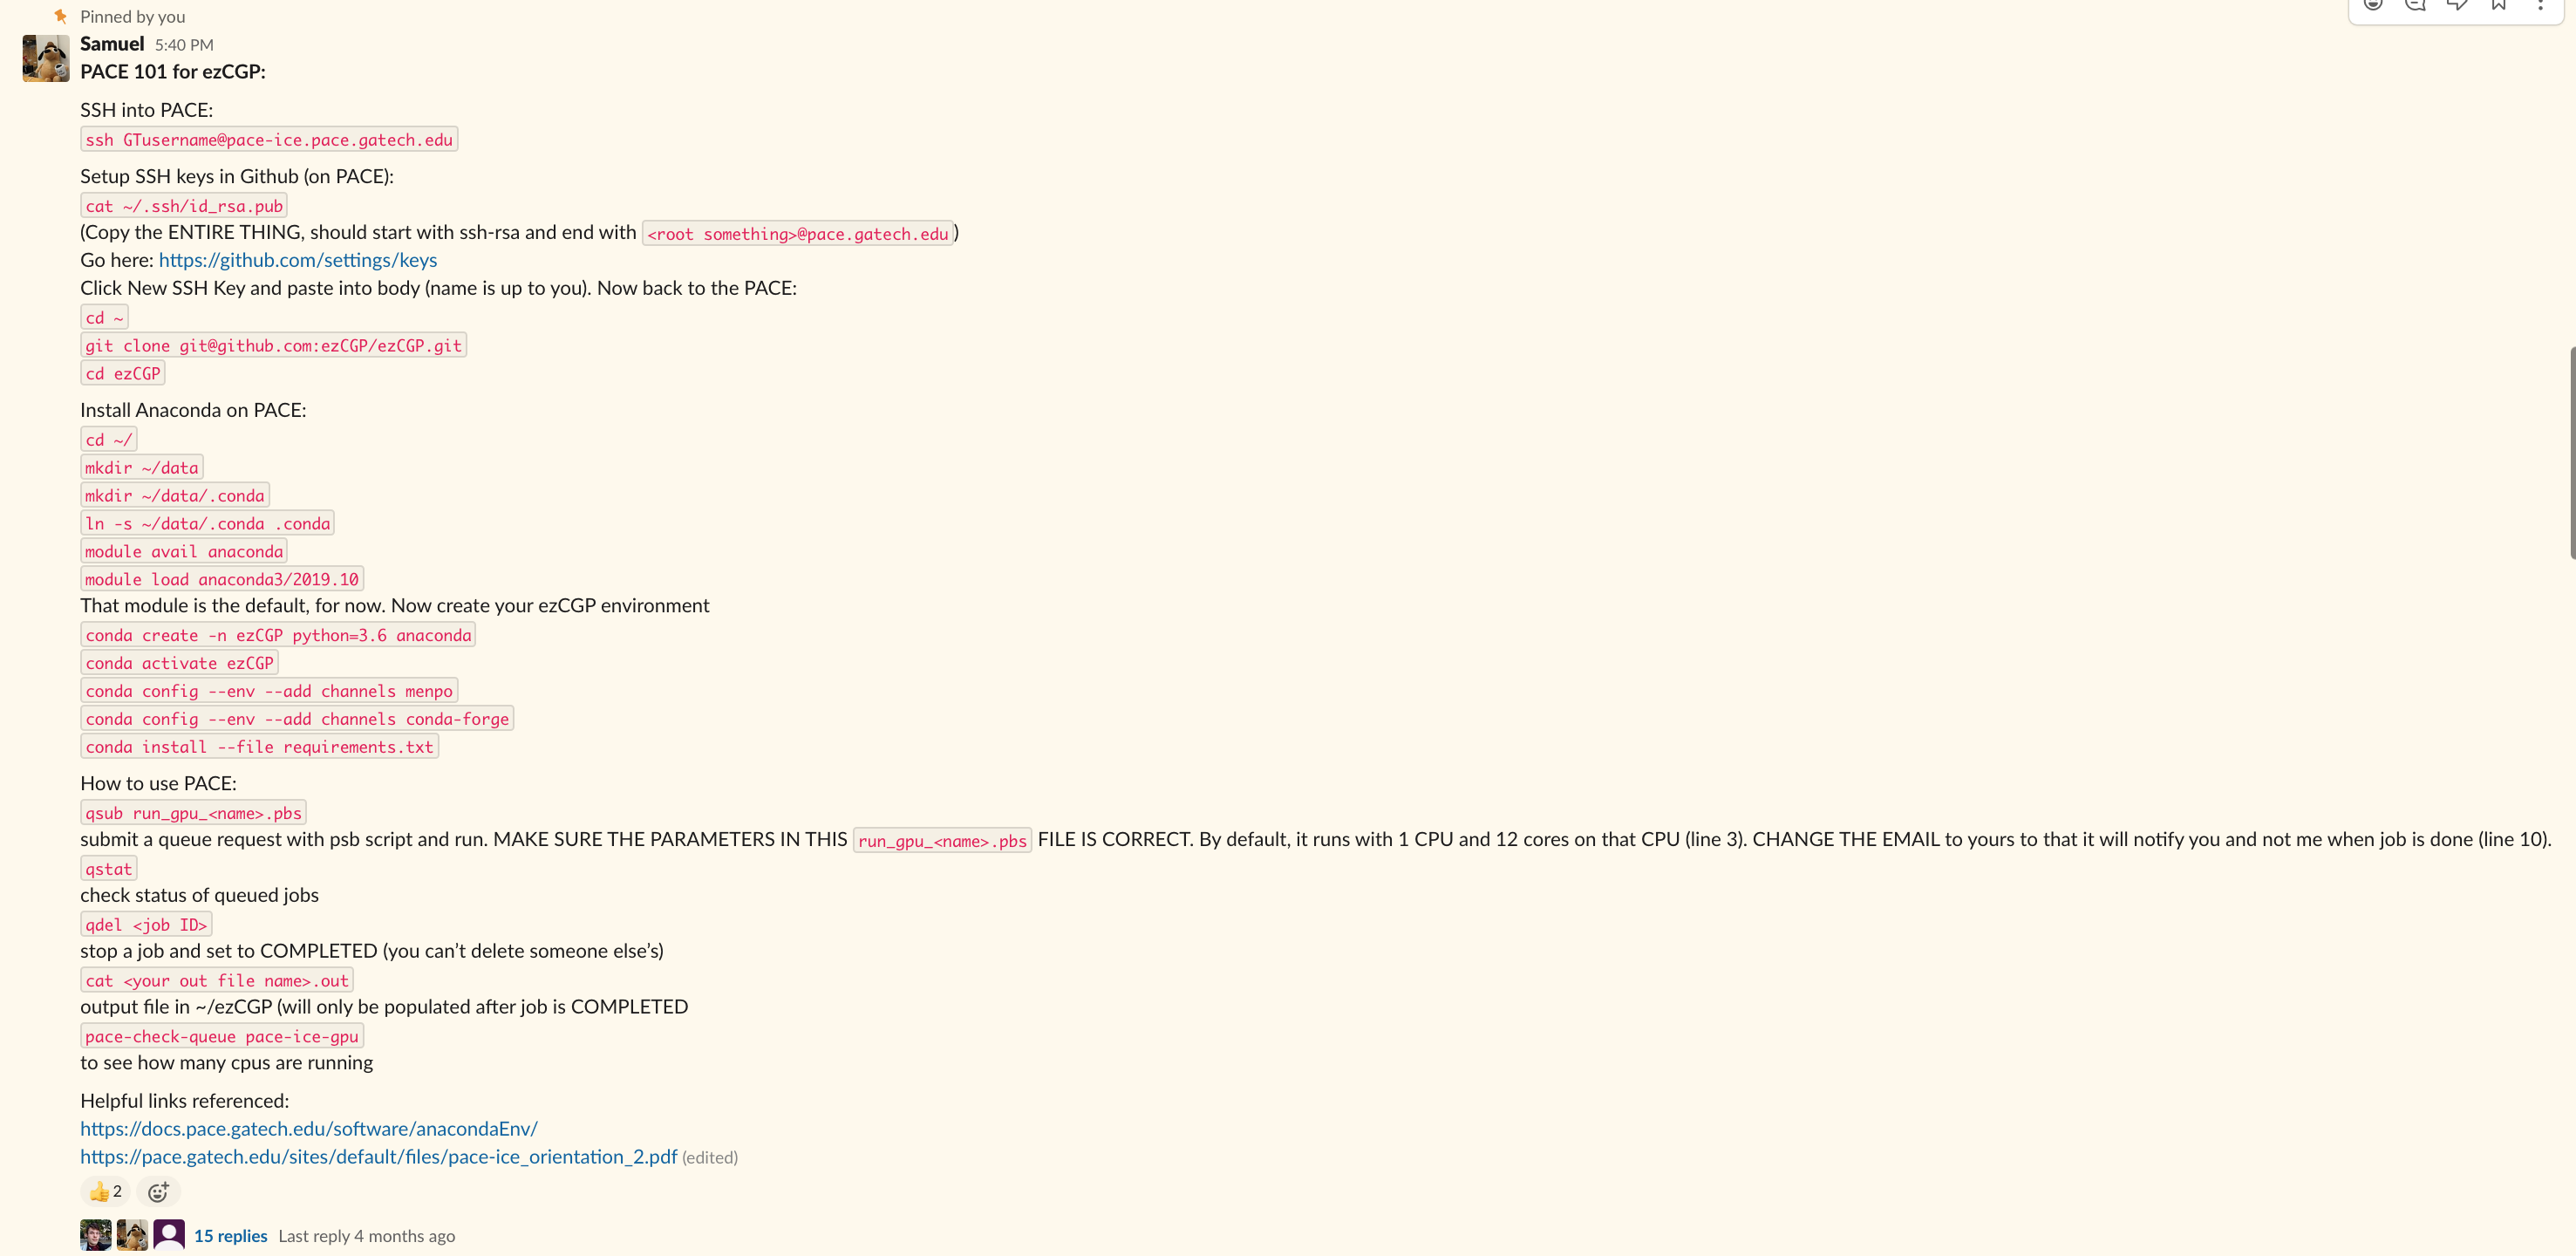 Pinned by you
Samuel 5:40 PM
PACE 101 for ezCGP:
SSH into PACE:
ssh GTusername@pace-ice.pace.gatech.edu
Setup SSH keys in Github (on PACE):
cat ~/.ssh/id_rsa.pub
(Copy the ENTIRE THING, should start with ssh-rsa and end with <root something>@pace.gatech.edu)
Go here: https://github.com/settings/keys
Click New SSH Key and paste into body (name is up to you). Now back to the PACE:
cd ~
git clone git@github.com:ezCGP/ezCGP.git
cd ezCGP
Install Anaconda on PACE:
cd ~/
mkdir ~/data
mkdir ~/data/.conda
ln -s ~/data/.conda .conda
module avail anaconda
module load anaconda3/2019.10
That module is the default, for now. Now create your ezCGP environment
conda create -n ezCGP python=3.6 anaconda
conda activate ezCGP
conda config --env --add channels menpo
conda config --env --add channels conda-forge
conda install --file requirements.txt
How to use PACE:
qsub run_gpu_<name>.pbs
submit a queue request with psb script and run. MAKE SURE THE PARAMETERS IN THIS run_gpu_<name>.pbs FILE IS CORRECT. By default, it runs with 1 CPU and 12 cores on that CPU (line 3). CHANGE THE EMAIL to yours to that it will notify you and not me when job is done (line 10).
qstat
check status of queued jobs
qdel <job ID>
stop a job and set to COMPLETED (you can’t delete someone else’s)
cat <your out file name>.out
output file in ~/ezCGP (will only be populated after job is COMPLETED
pace-check-queue pace-ice-gpu
to see how many cpus are running
Helpful links referenced:
https://docs.pace.gatech.edu/software/anacondaEnv/
https://pace.gatech.edu/sites/default/files/pace-ice_orientation_2.pdf (edited)
2
15 replies Last reply 4 months ago